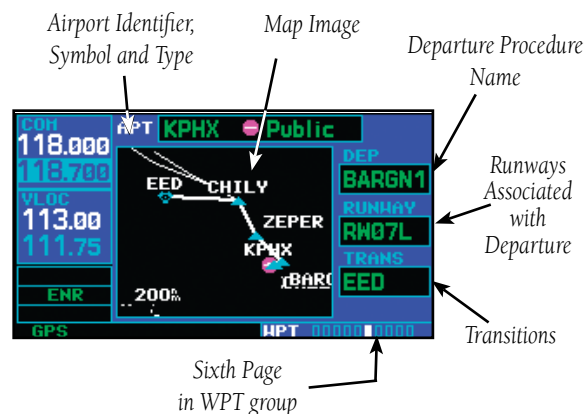 Airport Identifier,
Symbol and Type
Map Image
Departure Procedure
Name
COM
118.000
118.700
VLOC
113.00
111.75
ENR
GPS
APT KPHX Public
EED
CHILY
ZEPER
KPHX
200
DEP
BARGN1
RUNWAY
RW07L
TRANS
EED
WPT
Runways
Associated
with
Departure
Transitions
Sixth Page
in WPT group